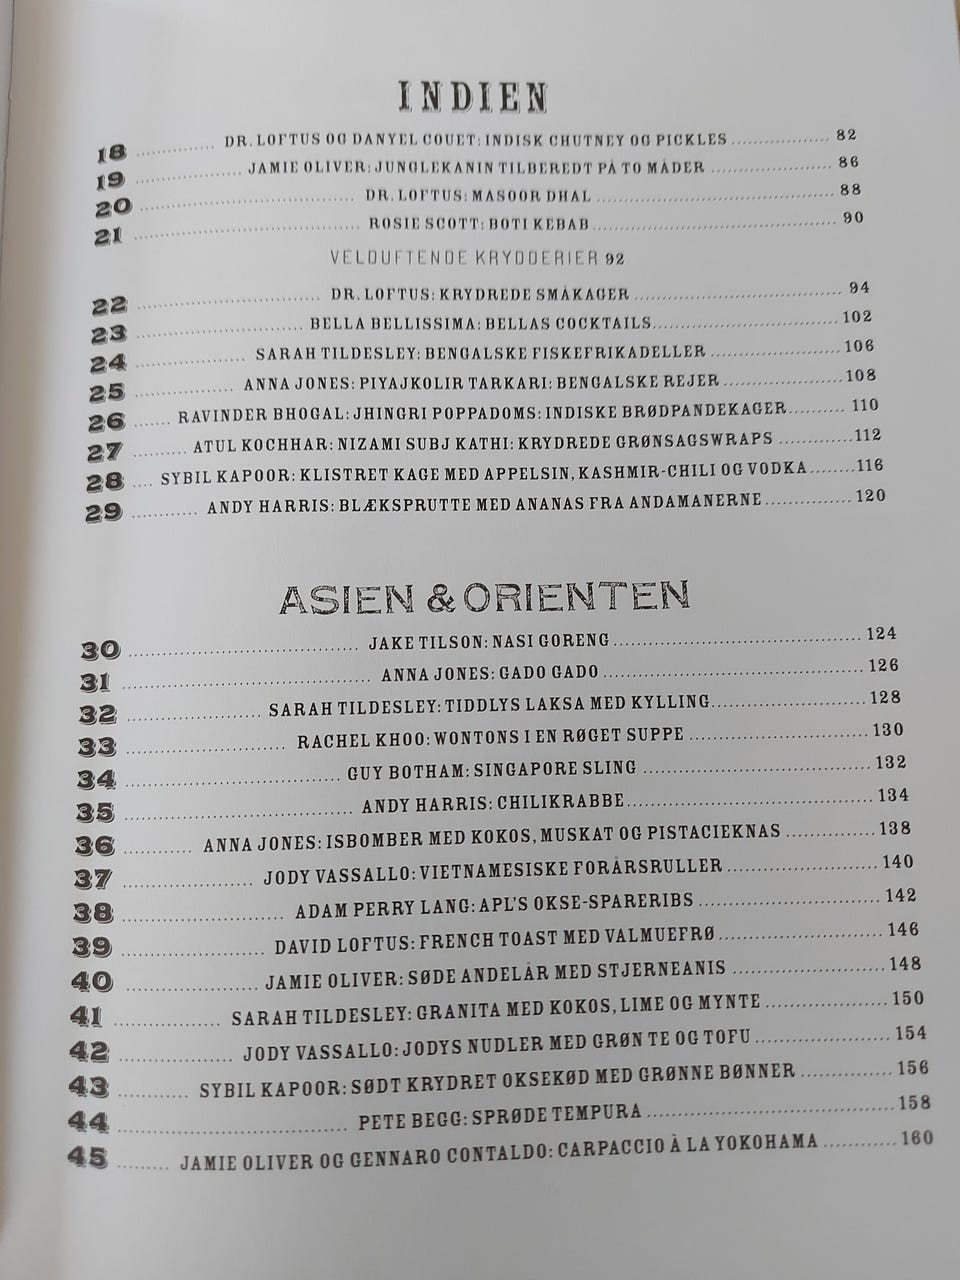 INDIEN
18 DR. LOFTUS OG DANYEL COUET: INDISK CHUTNEY OG PICKLES 82
19 JAMIE OLIVER: JUNGLEKANIN TILBEREDT PÅ TO MÅDER 86
20 DR. LOFTUS: MASOOR DHAL 88
21 ROSIE SCOTT: BOTI KEBAB 90
VELDUFTENDE KRYDDERIER 92
22 DR. LOFTUS: KRYDREDE SMÅKAGER 94
23 BELLA BELLISSIMA: BELLAS COCKTAILS 102
24 SARAH TILDESLEY: BENGALSKE FISKEFRIKADELLER 106
25 ANNA JONES: PIYAJKOLIR TARKARI: BENGALSKE REJER 108
26 RAVINDER BHOGAL: JHINGRI POPPADOMS: INDISKE BRØDPANDEKAGER 110
27 ATUL KOCHHAR: NIZAMI SUBJ KATHI: KRYDREDE GRØNSAGSWRAPS 112
28 SYBIL KAPOOR: KLISTRET KAGE MED APPELSIN, KASHMIR-CHILI OG VODKA 116
29 ANDY HARRIS: BLÆKSPRUTTE MED ANANAS FRA ANDAMANERNE 120
ASIEN & ORIENTEN
30 JAKE TILSON: NASI GORENG 124
31 ANNA JONES: GADO GADO 126
32 SARAH TILDESLEY: TIDDLYS LAKSA MED KYLLING 128
33 RACHEL KHOO: WONTONS I EN RØGET SUPPE 130
34 GUY BOTHAM: SINGAPORE SLING 132
35 ANDY HARRIS: CHILIKRABBE 134
36 ANNA JONES: ISBOMBER MED KOKOS, MUSKAT OG PISTACIEKNAS 138
37 JODY VASSALLO: VIETNAMESISKE FORÅRSRULLER 140
38 ADAM PERRY LANG: APL'S OKSE-SPARERIBS 142
39 DAVID LOFTUS: FRENCH TOAST MED VALMUEFRØ 146
40 JAMIE OLIVER: SØDE ANDELÅR MED STJERNEANIS 148
41 SARAH TILDESLEY: GRANITA MED KOKOS, LIME OG MYNTE 150
42 JODY VASSALLO: JODYS NUDLER MED GRØN TE OG TOFU 154
43 SYBIL KAPOOR: SØDT KRYDRET OKSEKØD MED GRØNNE BØNNER 156
44 PETE BEGG: SPRØDE TEMPURA 158
45 JAMIE OLIVER OG GENNARO CONTALDO: CARPACCIO À LA YOKOHAMA 160